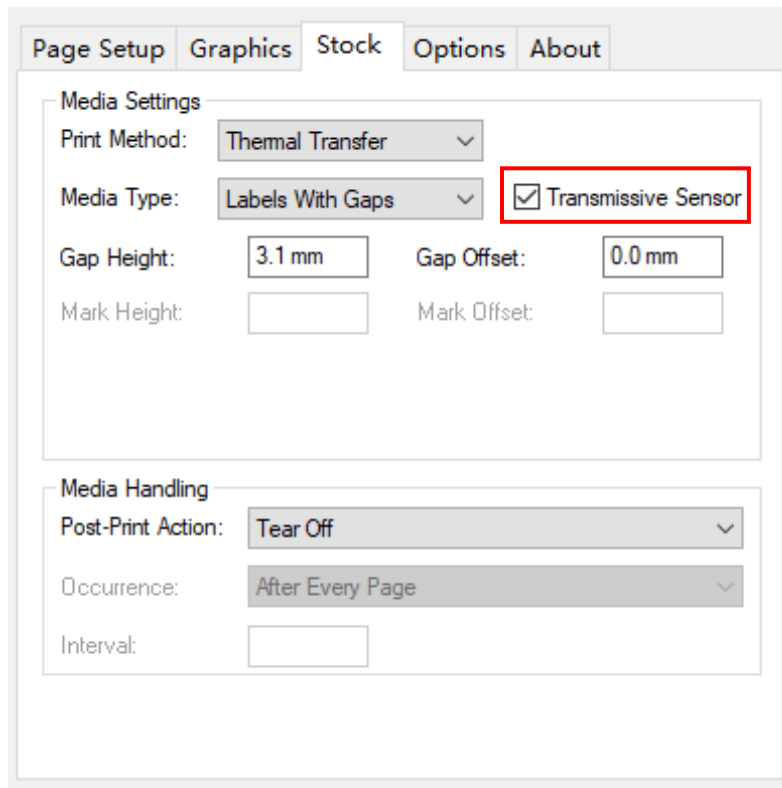 Page Setup Graphics Stock Options About
Media Settings
Print Method: Thermal Transfer
Media Type: Labels With Gaps Transmissive Sensor
Gap Height: 3.1 mm Gap Offset: 0.0 mm
Mark Height: Mark Offset:
Media Handling
Post-Print Action: Tear Off
Occurrence: After Every Page
Interval: